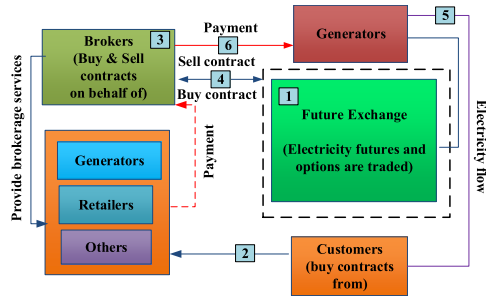 Payment
5
Brokers
3
6
Generators
(Buy & Sell
contracts
on behalf of)
Sell contract
4
Buy contract
1
Future Exchange
(Electricity futures and
options are traded)
Provide brokerage services
Payment
Electricity flow
Generators
Retailers
Others
2
Customers
(buy contracts
from)